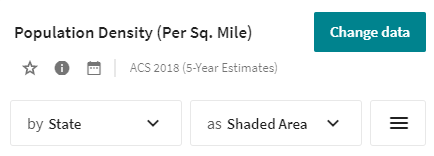 Population Density (Per Sq. Mile) Change data
ACS 2018 (5-Year Estimates)
by State as Shaded Area